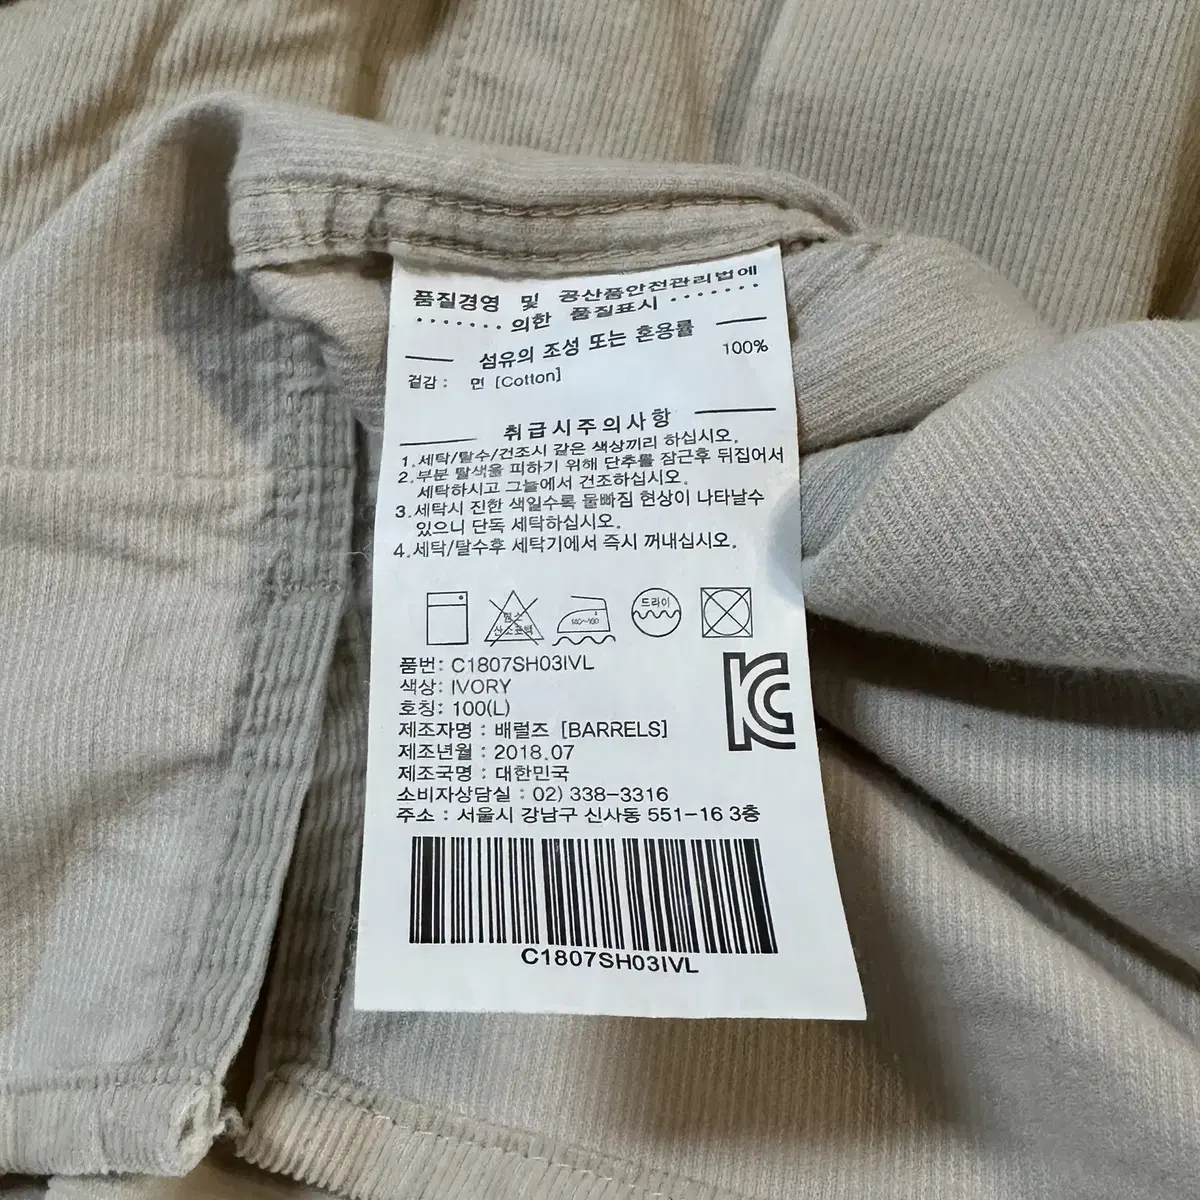 품질경영 및 공산품안전관리법에
의한 품질표시
섬유의 조성 또는 혼용률
겉감 : 면 [Cotton] 100%
취급시주의사항
1.세탁/탈수/건조시 같은 색상끼리 하십시오.
2.부분 탈색을 피하기 위해 단추를 잠근후 뒤집어서
세탁하시고 그늘에서 건조하십시오.
3.세탁시 진한 색일수록 물빠짐 현상이 나타날수
있으니 단독 세탁하십시오.
4.세탁/탈수후 세탁기에서 즉시 꺼내십시오.
염소 140~160 드라이
산소표백
품번: C1807SH03IVL
색상: IVORY
호칭: 100(L)
제조자명 : 배럴즈 [BARRELS]
제조년월 : 2018.07
제조국명 : 대한민국
소비자상담실 : 02) 338-3316
주소 : 서울시 강남구 신사동 551-16 3층
C1807SH03IVL